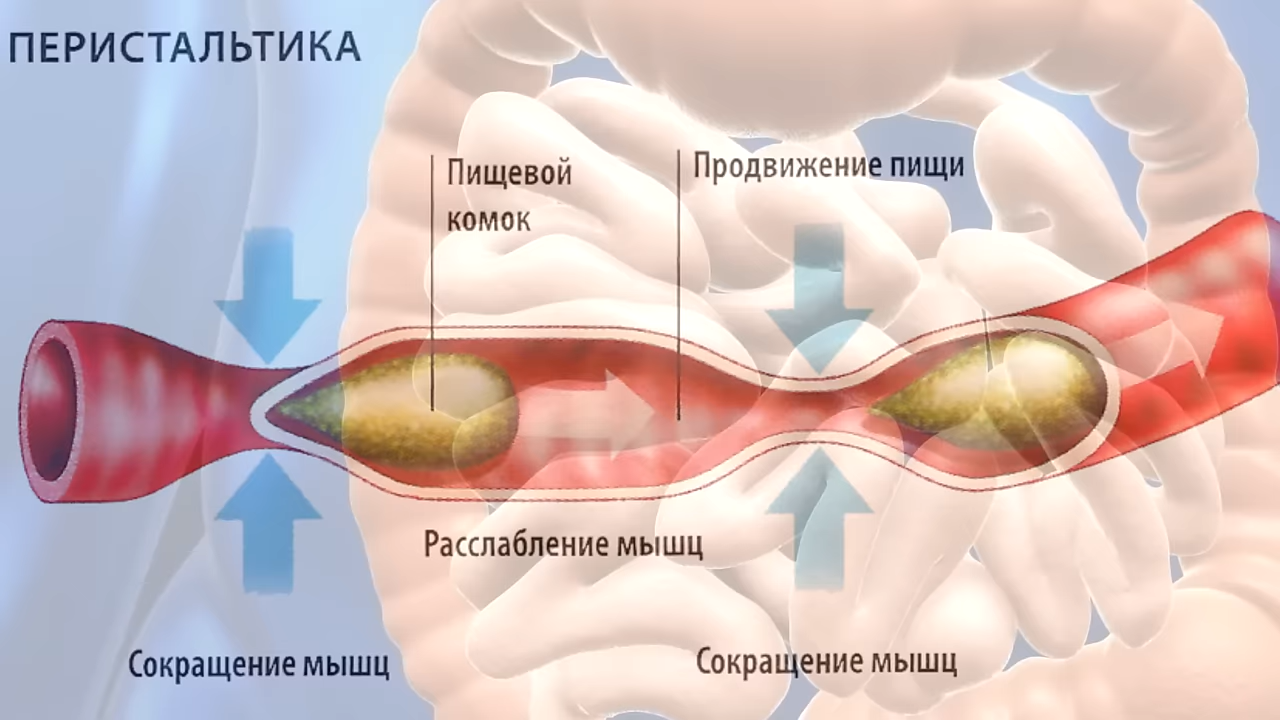 ПЕРИСТАЛЬТИКА
Пищевой
комок
Продвижение пищи
Расслабление мышц
Сокращение мышц
Сокращение мышц